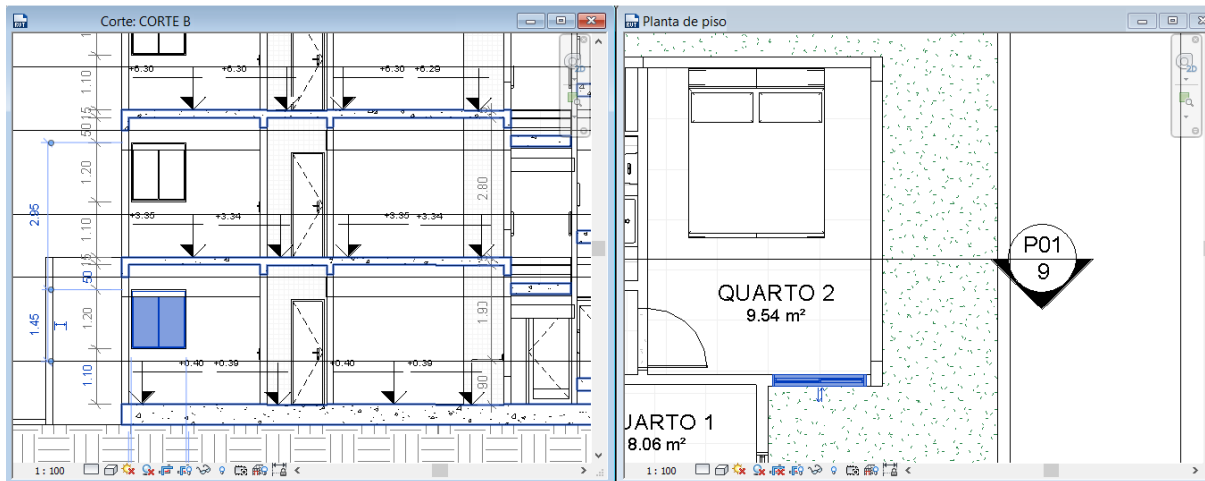 Corte: CORTE B
1.10
+6.30
+6.30
+6.30
+6.29
15
50
1.20
2.80
2.95
+3.35
+3.34
+3.35
+3.34
1.10
15
50
1.45
1.20
1.90
+0.40
+0.39
+0.40
+0.39
1.10
.90
1 : 100
Planta de piso
2D
P01
9
QUARTO 2
9.54 m²
UARTO 1
8.06 m²
1 : 100